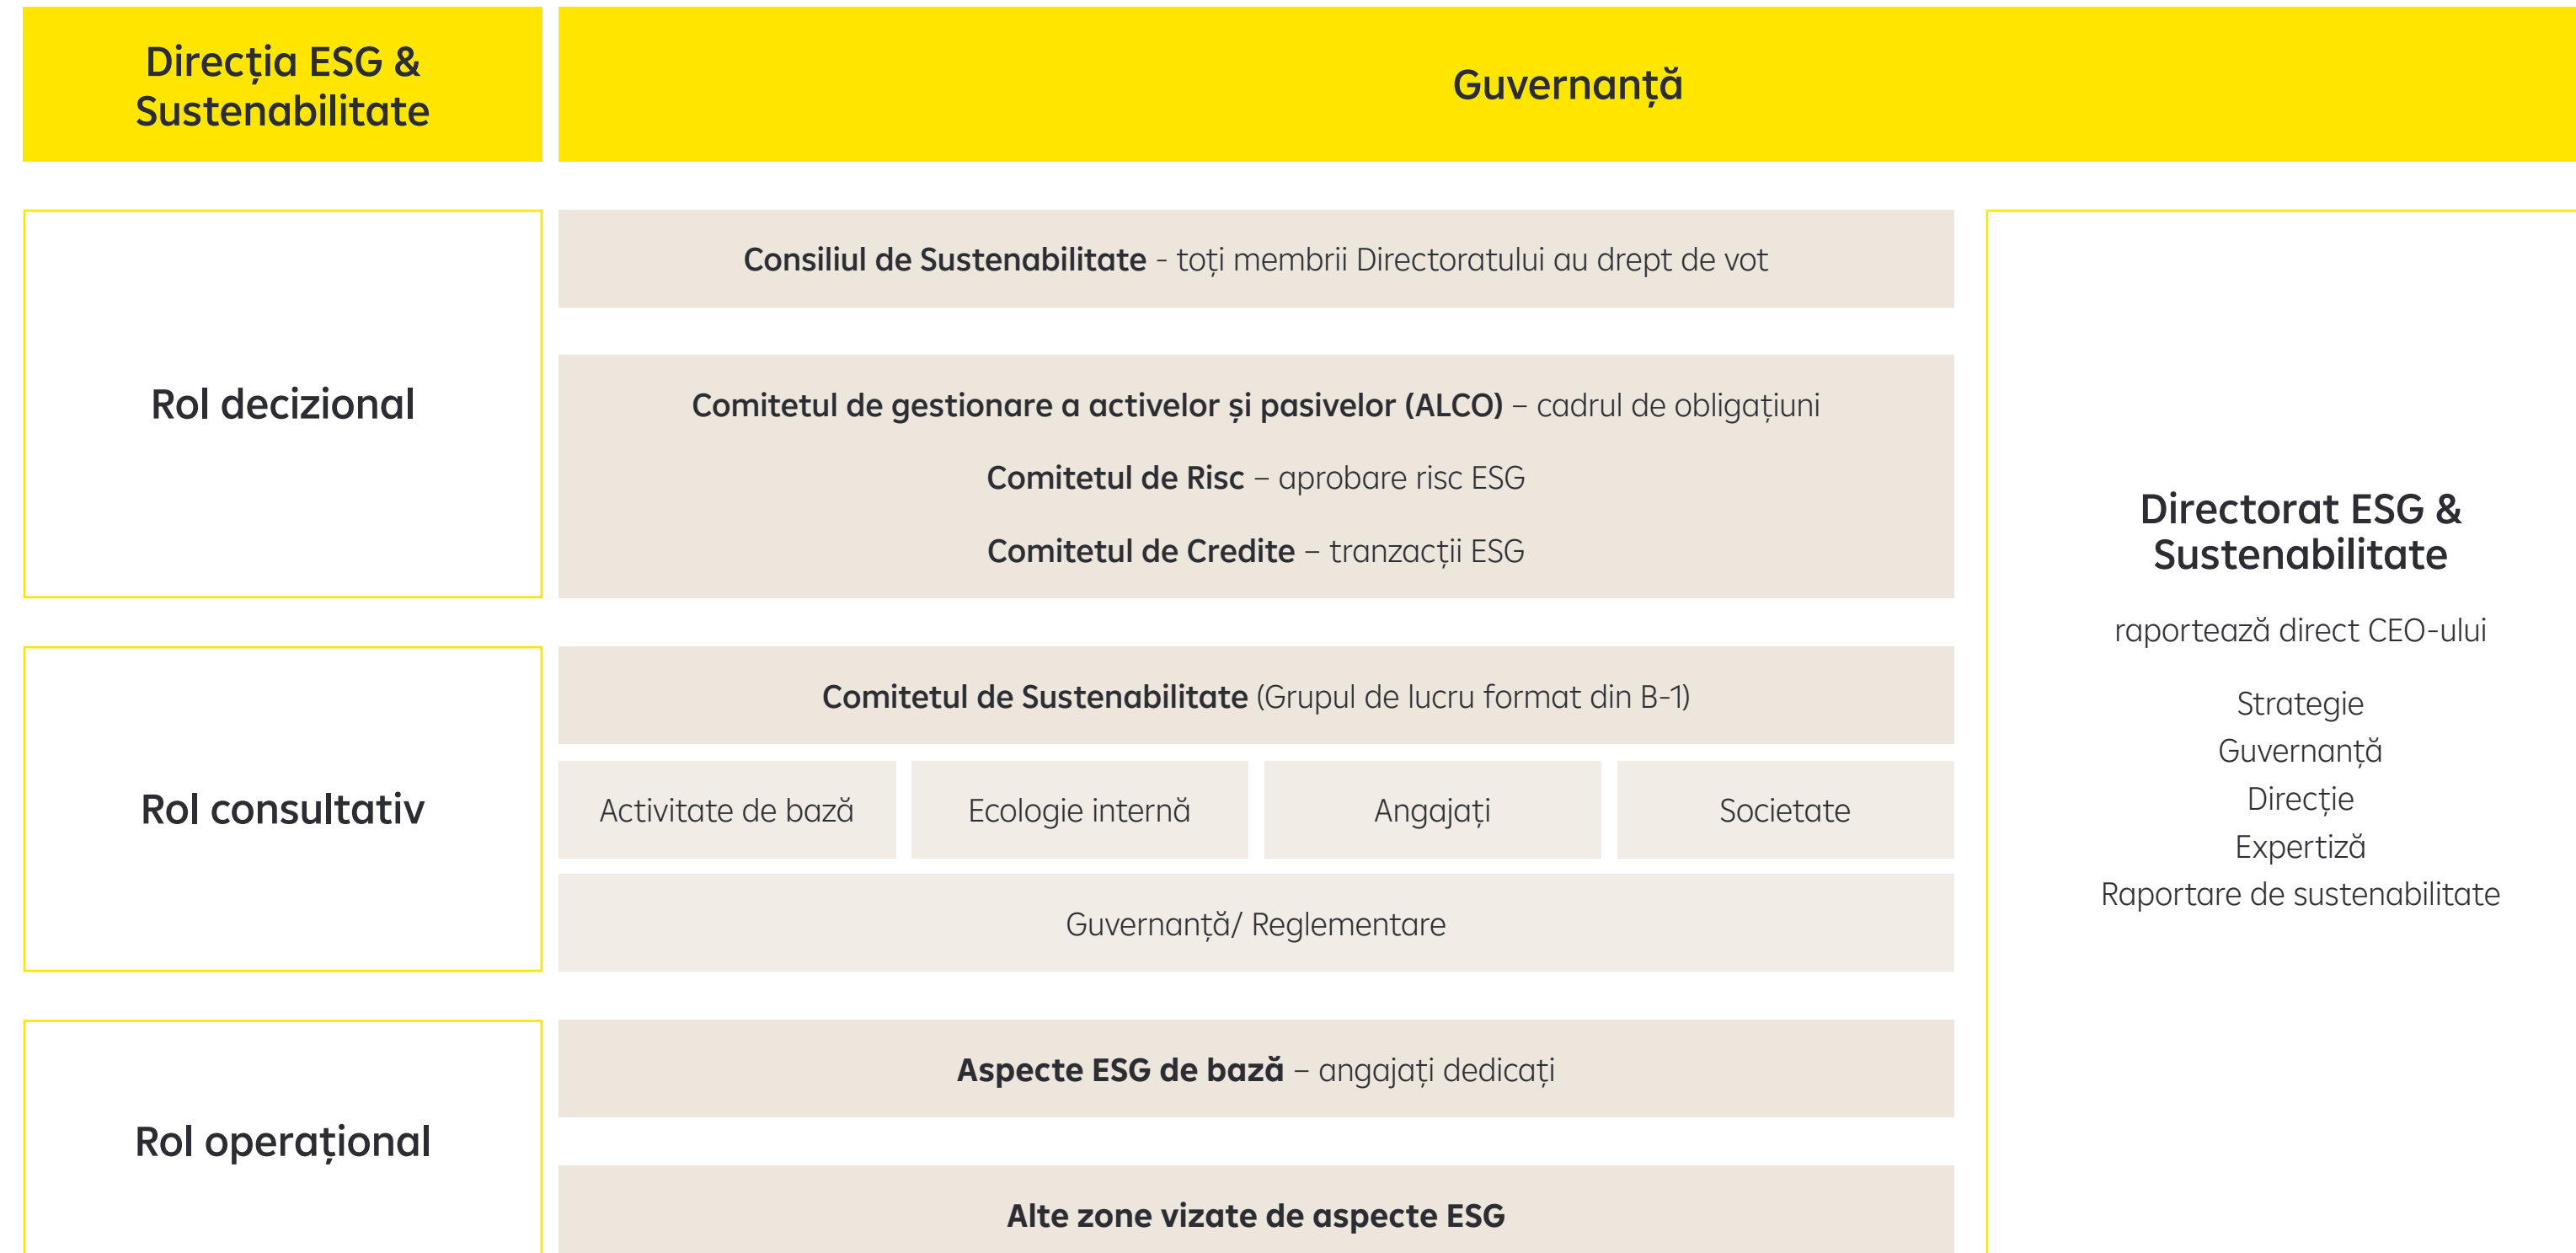 Direcția ESG &
Sustenabilitate
Guvernanță
Rol decizional
Consiliul de Sustenabilitate - toți membrii Directoratului au drept de vot
Comitetul de gestionare a activelor și pasivelor (ALCO) – cadrul de obligațiuni
Comitetul de Risc – aprobare risc ESG
Comitetul de Credite – tranzacții ESG
Rol consultativ
Comitetul de Sustenabilitate (Grupul de lucru format din B-1)
Activitate de bază
Ecologie internă
Angajați
Societate
Guvernanță/ Reglementare
Rol operațional
Aspecte ESG de bază – angajați dedicați
Alte zone vizate de aspecte ESG
Directorat ESG &
Sustenabilitate
raportează direct CEO-ului
Strategie
Guvernanță
Direcție
Expertiză
Raportare de sustenabilitate